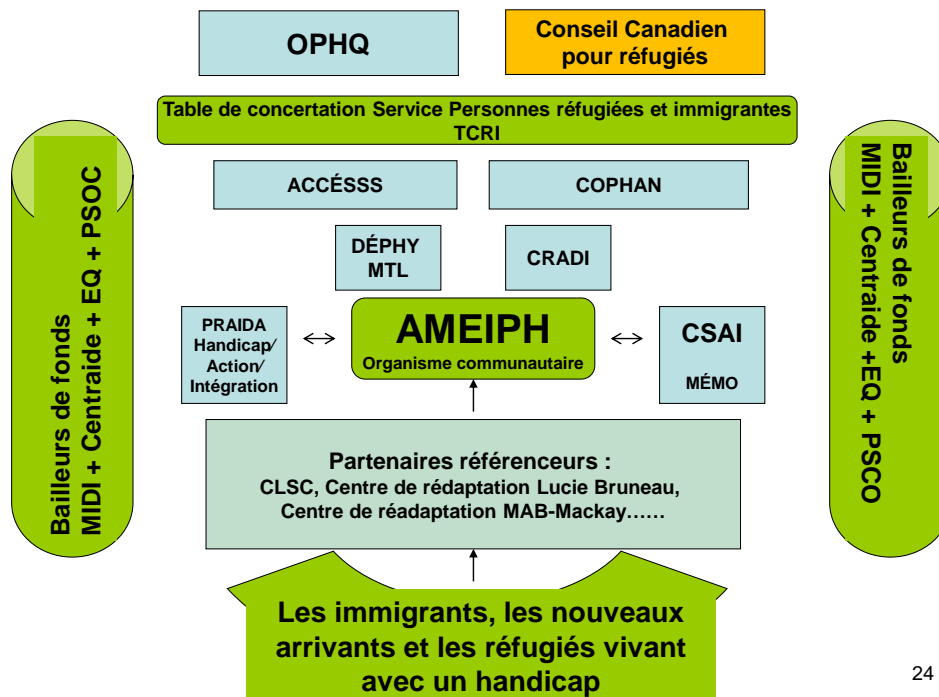 OPHQ
Conseil Canadien
pour réfugiés
Table de concertation Service Personnes réfugiées et immigrantes
TCRI
Bailleurs de fonds
MIDI + Centraide + EQ + PSOC
ACCÉSSS
COPHAN
DÉPHY
MTL
CRADI
PRAIDA
Handicap/
Action/
Intégration
AMEIPH
Organisme communautaire
CSAI
MÉMO
Bailleurs de fonds
MIDI + Centraide +EQ + PSCO
Partenaires référenceurs :
CLSC, Centre de rédaptation Lucie Bruneau,
Centre de réadaptation MAB-Mackay……
Les immigrants, les nouveaux
arrivants et les réfugiés vivant
avec un handicap
24